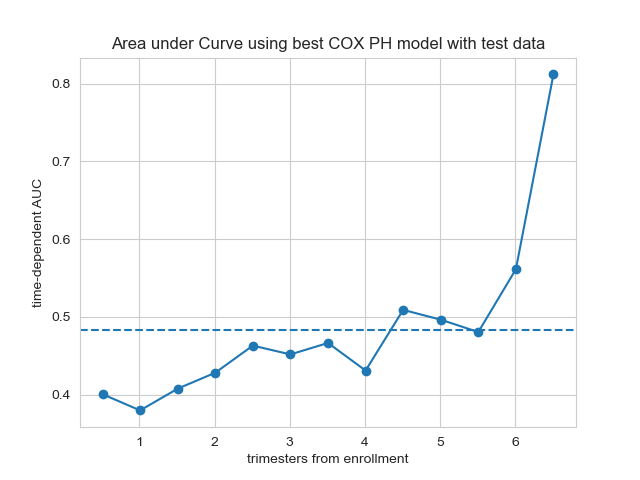 Area under Curve using best COX PH model with test data
time-dependent AUC
0.8
0.7
0.6
0.5
0.4
1 2 3 4 5 6
trimesters from enrollment